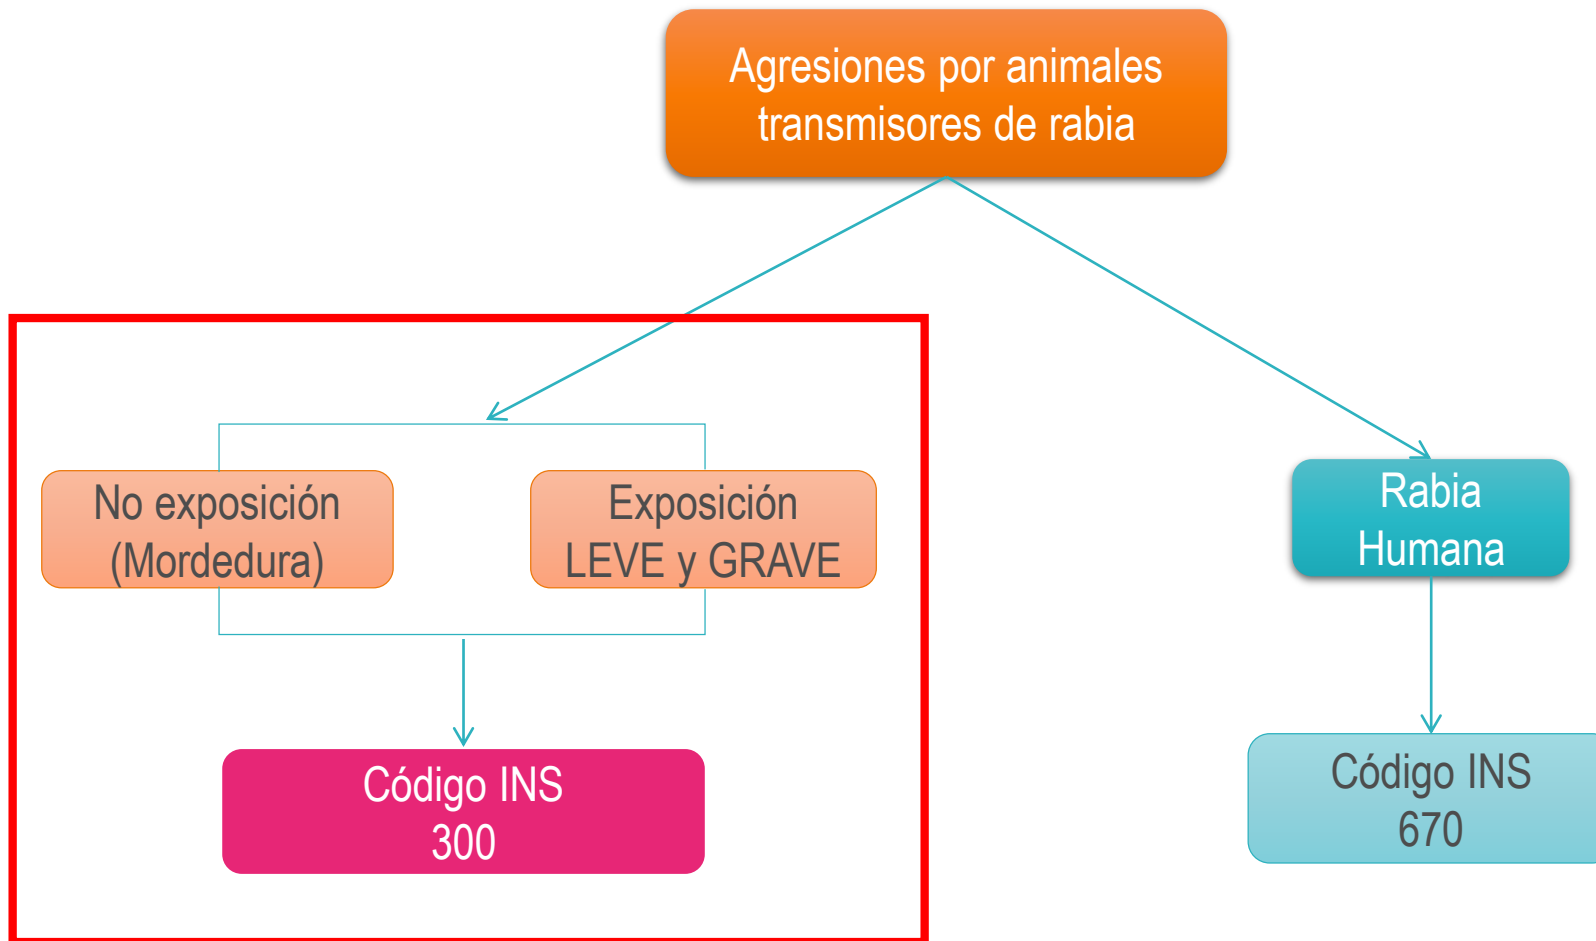 Agresiones por animales
transmisores de rabia
No exposición
(Mordedura)
Exposición
LEVE y GRAVE
Rabia
Humana
Código INS
300
Código INS
670